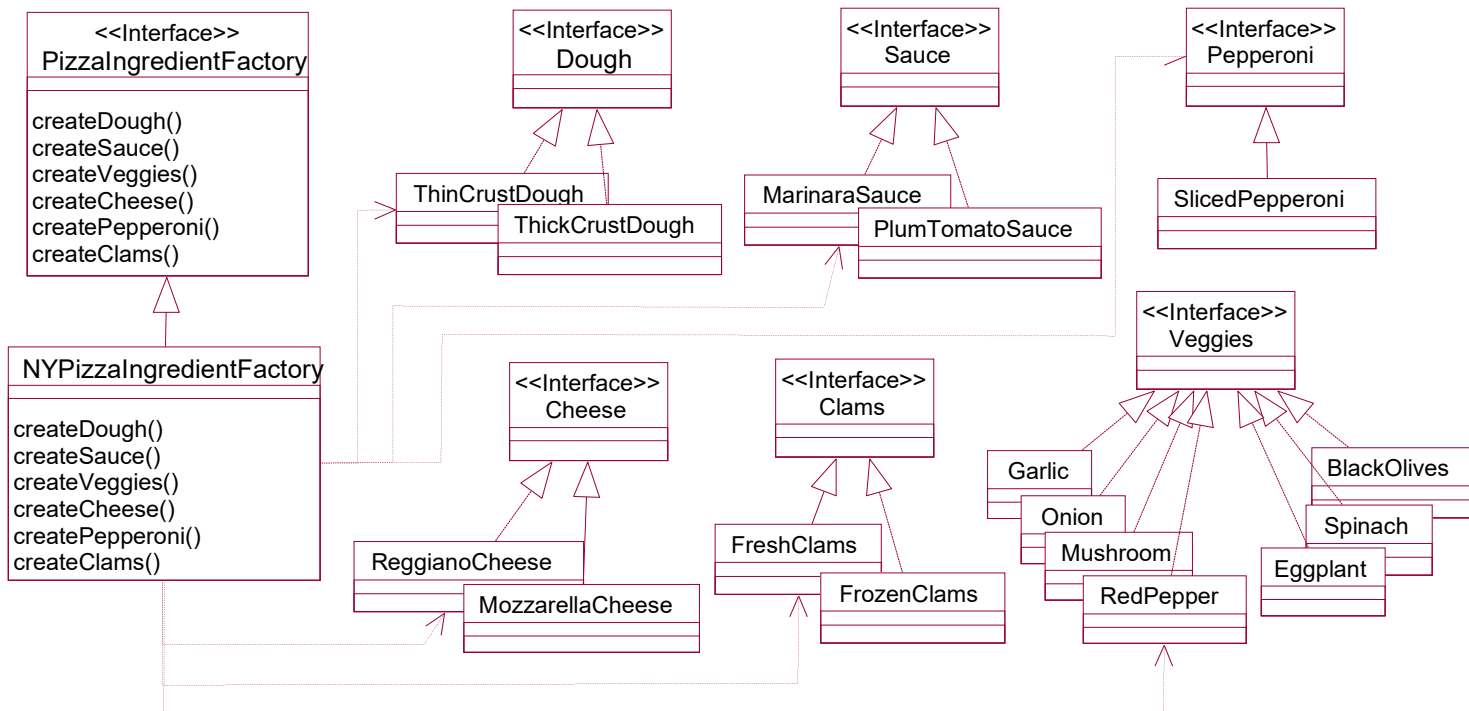 <<Interface>>
PizzaIngredientFactory
createDough()
createSauce()
createVeggies()
createCheese()
createPepperoni()
createClams()
<<Interface>>
Dough
<<Interface>>
Sauce
<<Interface>>
Pepperoni
ThinCrustDough
ThickCrustDough
MarinaraSauce
PlumTomatoSauce
SlicedPepperoni
NYPizzaIngredientFactory
createDough()
createSauce()
createVeggies()
createCheese()
createPepperoni()
createClams()
<<Interface>>
Cheese
<<Interface>>
Clams
<<Interface>>
Veggies
ReggianoCheese
MozzarellaCheese
FreshClams
FrozenClams
Garlic
Onion
Mushroom
RedPepper
BlackOlives
Spinach
Eggplant